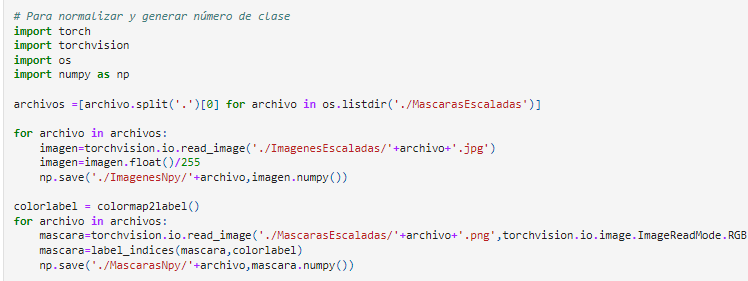 # Para normalizar y generar número de clase
import torch
import torchvision
import os
import numpy as np
archivos =[archivo.split('.')[0] for archivo in os.listdir('./MascarasEscaladas')]
for archivo in archivos:
imagen=torchvision.io.read_image('./ImagenesEscaladas/'+archivo+'.jpg')
imagen=imagen.float()/255
np.save('./ImagenesNpy/'+archivo,imagen.numpy())
colorlabel = colormap2label()
for archivo in archivos:
mascara=torchvision.io.read_image('./MascarasEscaladas/'+archivo+'.png',torchvision.io.image.ImageReadMode.RGB
mascara=label_indices(mascara,colorlabel)
np.save('./MascarasNpy/'+archivo,mascara.numpy())